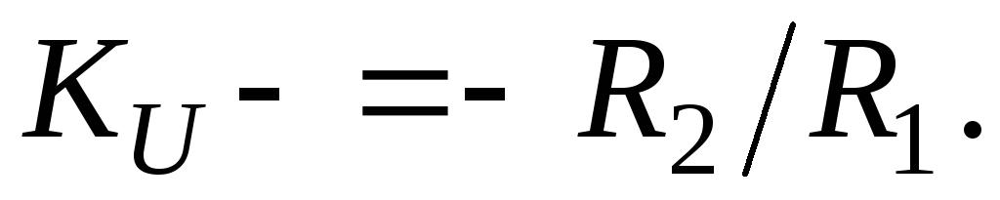 K_U - = - R_2 / R_1 .